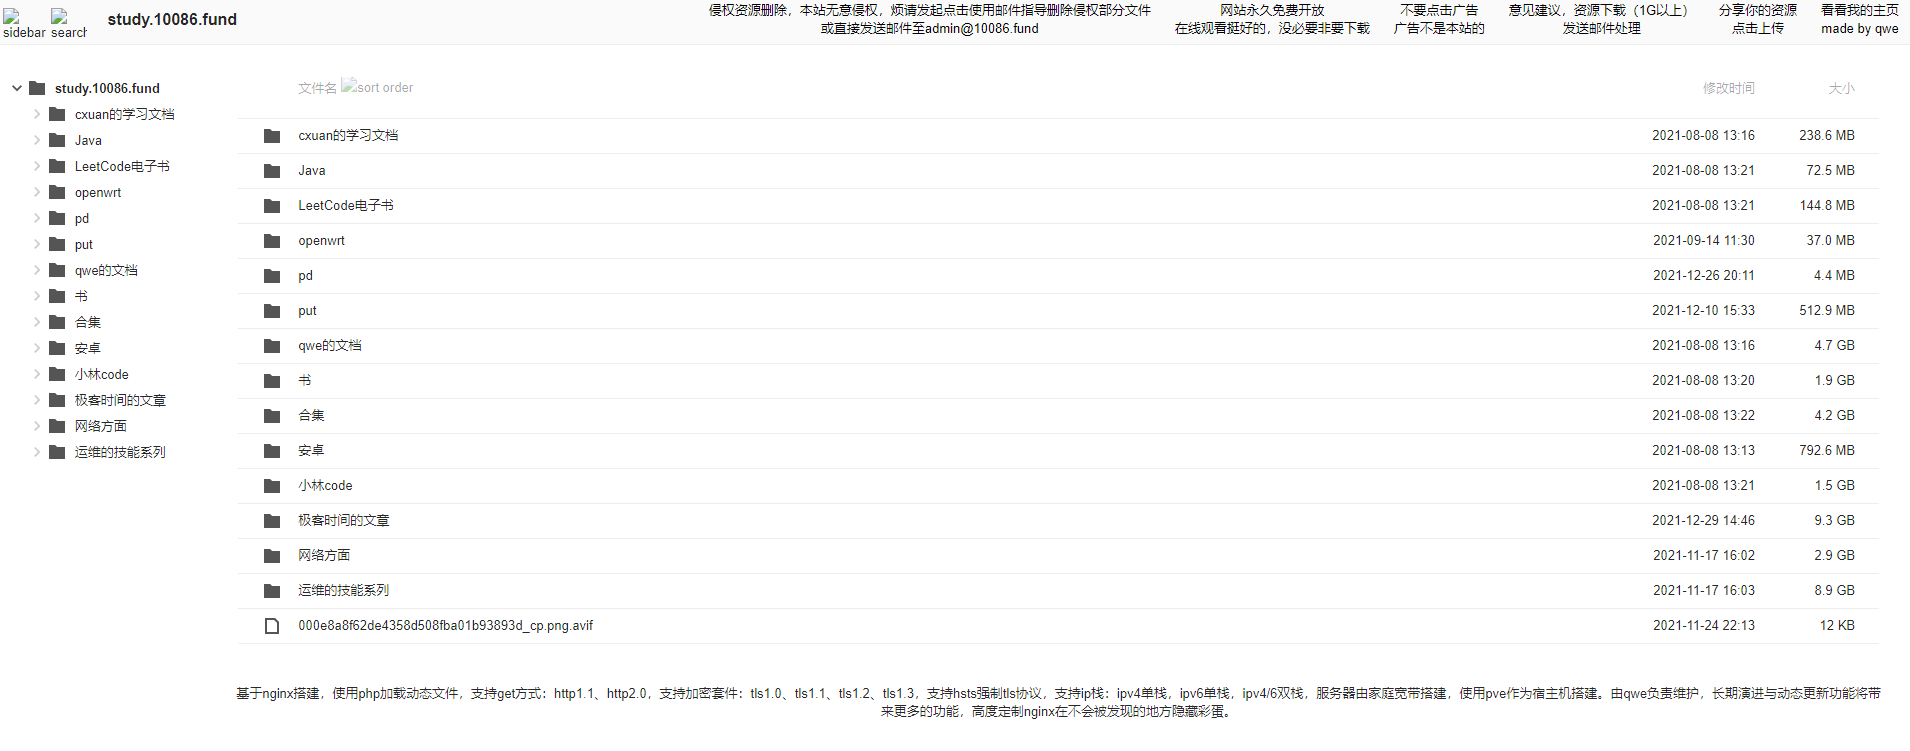 sidebar search study.10086.fund
侵权资源删除，本站无意侵权，烦请发起点击使用邮件指导删除侵权部分文件
或直接发送邮件至admin@10086.fund
网站永久免费开放
在线观看挺好的，没必要非要下载
不要点击广告
广告不是本站的
意见建议，资源下载（1G以上）
发送邮件处理
分享你的资源
点击上传
看看我的主页
made by qwe
study.10086.fund
cxuan的学习文档
Java
LeetCode电子书
openwrt
pd
put
qwe的文档
书
合集
安卓
小林code
极客时间的文章
网络方面
运维的技能系列
文件名 sort order 修改时间 大小
cxuan的学习文档 2021-08-08 13:16 238.6 MB
Java 2021-08-08 13:21 72.5 MB
LeetCode电子书 2021-08-08 13:21 144.8 MB
openwrt 2021-09-14 11:30 37.0 MB
pd 2021-12-26 20:11 4.4 MB
put 2021-12-10 15:33 512.9 MB
qwe的文档 2021-08-08 13:16 4.7 GB
书 2021-08-08 13:20 1.9 GB
合集 2021-08-08 13:22 4.2 GB
安卓 2021-08-08 13:13 792.6 MB
小林code 2021-08-08 13:21 1.5 GB
极客时间的文章 2021-12-29 14:46 9.3 GB
网络方面 2021-11-17 16:02 2.9 GB
运维的技能系列 2021-11-17 16:03 8.9 GB
000e8a8f62de4358d508fba01b93893d_cp.png.avif 2021-11-24 22:13 12 KB
基于nginx搭建，使用php加载动态文件，支持get方式：http1.1、http2.0，支持加密套件：tls1.0、tls1.1、tls1.2、tls1.3，支持hsts强制tls协议，支持ip栈：ipv4单栈，ipv6单栈，ipv4/6双栈，服务器由家庭宽带搭建，使用pve作为宿主机搭建。由qwe负责维护，长期演进与动态更新功能将带
来更多的功能，高度定制nginx在不会被发现的地方隐藏彩蛋。